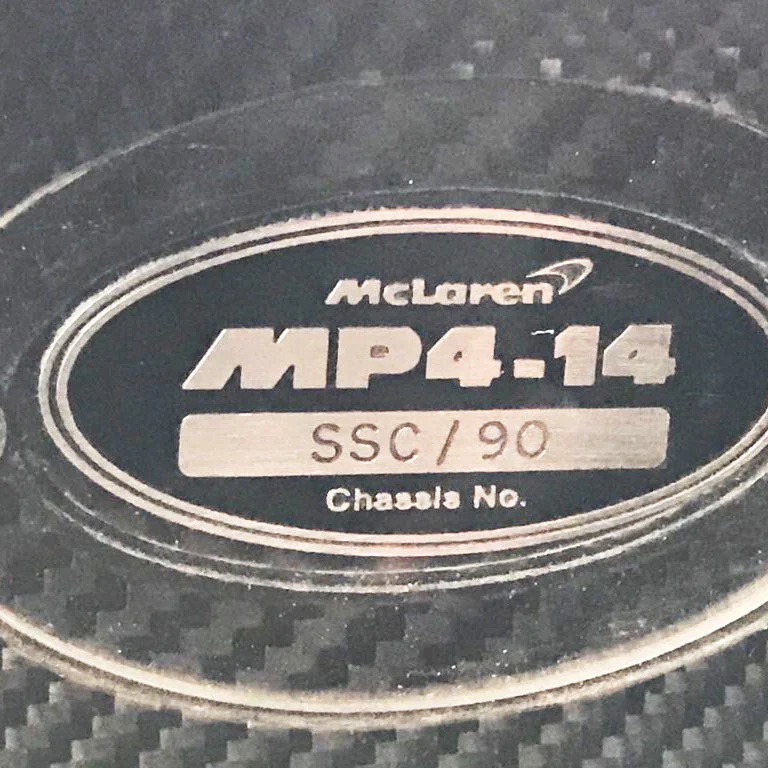 McLaren
MP4-14
SSC/90
Chassis No.